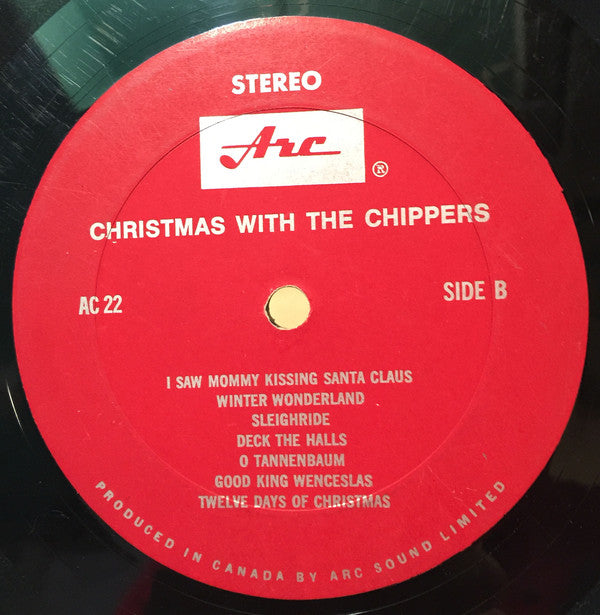 STEREO
Arc
®
CHRISTMAS WITH THE CHIPPERS
AC 22
SIDE B
I SAW MOMMY KISSING SANTA CLAUS
WINTER WONDERLAND
SLEIGHRIDE
DECK THE HALLS
O TANNENBAUM
GOOD KING WENCESLAS
TWELVE DAYS OF CHRISTMAS
PRODUCED IN CANADA BY ARC SOUND LIMITED